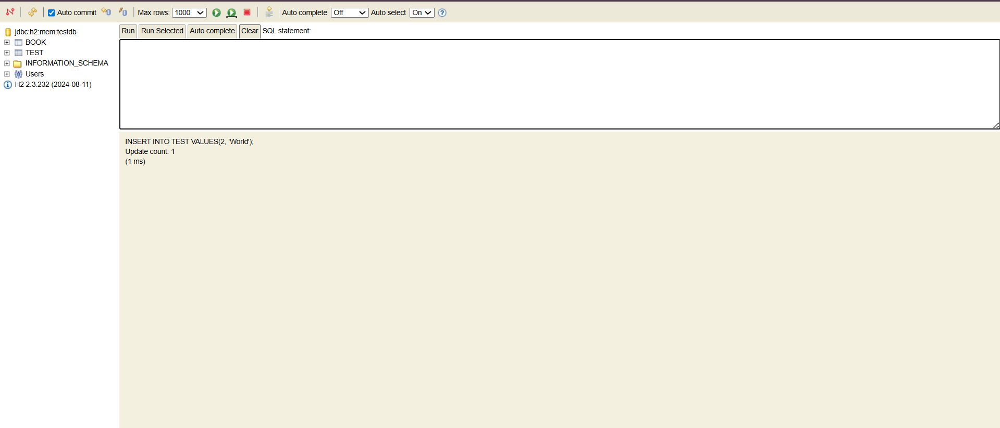 Auto commit Max rows: 1000 Auto complete Off Auto select On ?
jdbc:h2:mem:testdb
BOOK
TEST
INFORMATION_SCHEMA
Users
H2 2.3.232 (2024-08-11)
Run Run Selected Auto complete Clear SQL statement:
INSERT INTO TEST VALUES(2, 'World');
Update count: 1
(1 ms)